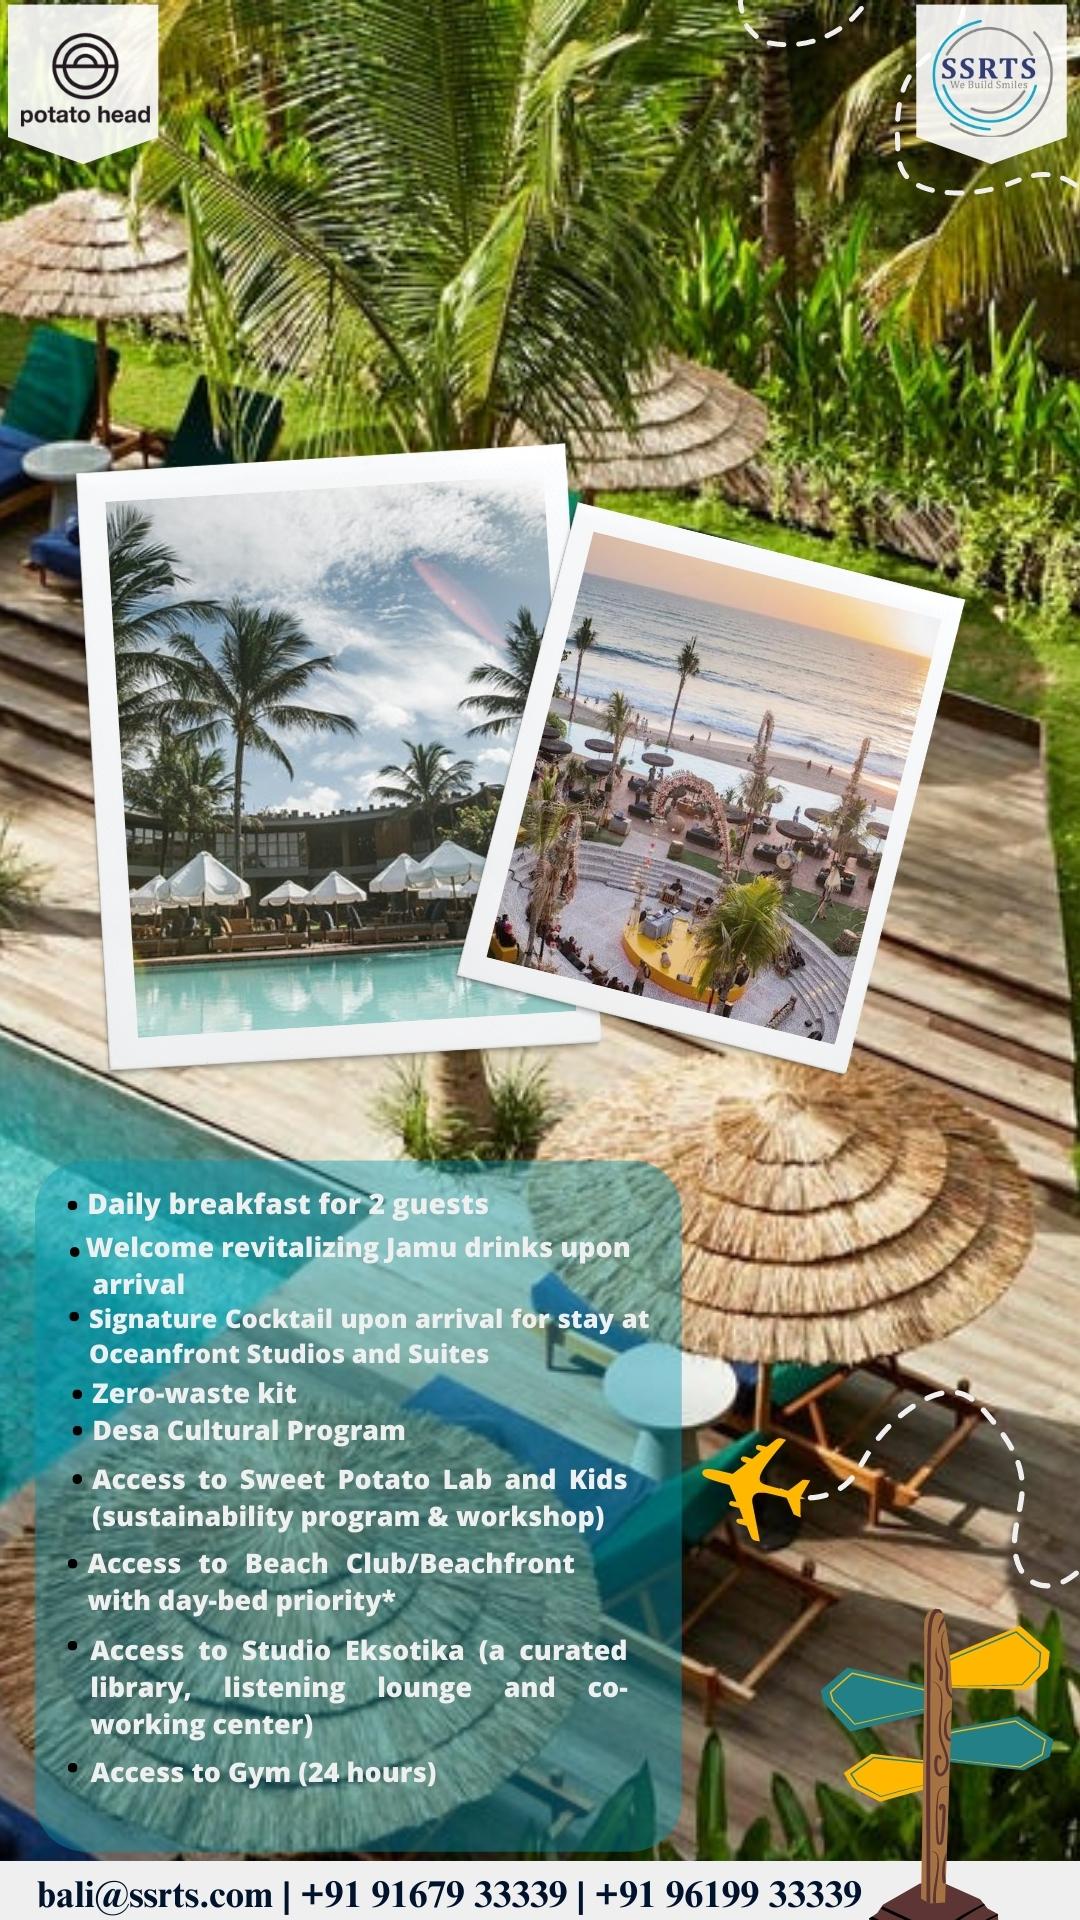 potato head
SSRTS
We Build Smiles
• Daily breakfast for 2 guests
• Welcome revitalizing Jamu drinks upon
arrival
• Signature Cocktail upon arrival for stay at
Oceanfront Studios and Suites
• Zero-waste kit
• Desa Cultural Program
• Access to Sweet Potato Lab and Kids
(sustainability program & workshop)
• Access to Beach Club/Beachfront
with day-bed priority*
• Access to Studio Eksotika (a curated
library, listening lounge and co-
working center)
• Access to Gym (24 hours)
bali@ssrts.com | +91 91679 33339 | +91 96199 33339